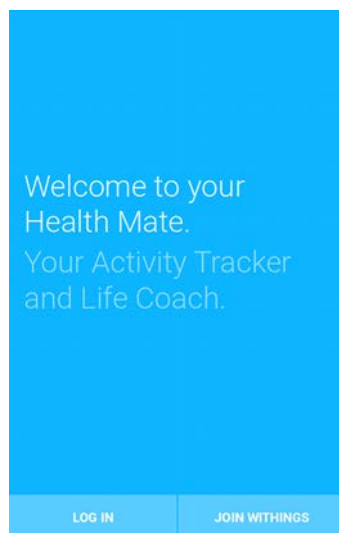 Welcome to your
Health Mate.
Your Activity Tracker
and Life Coach.
LOG IN
JOIN WITHINGS